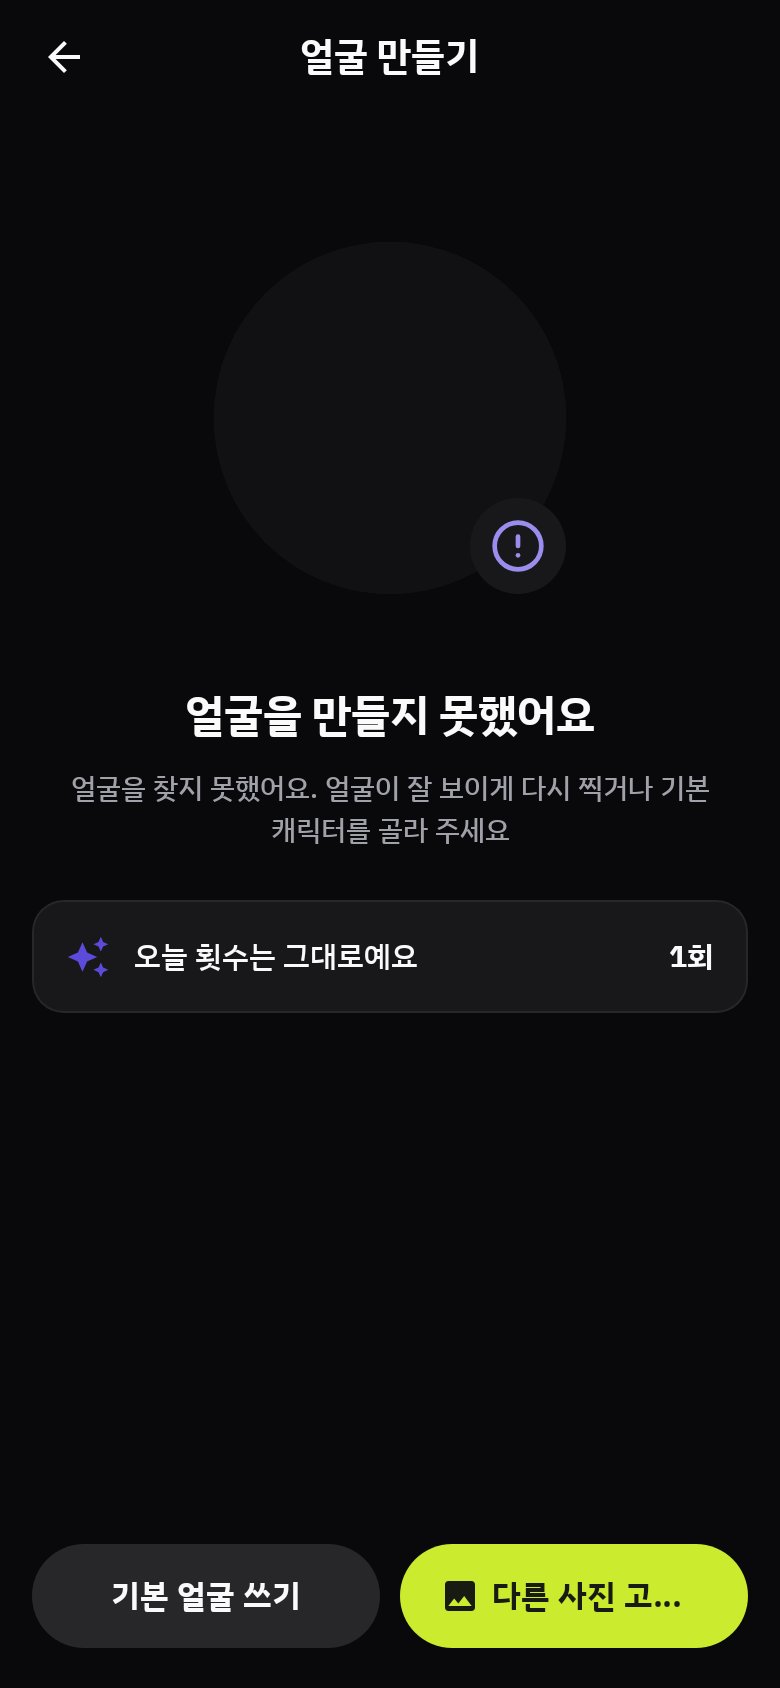 얼굴 만들기
얼굴을 만들지 못했어요
얼굴을 찾지 못했어요. 얼굴이 잘 보이게 다시 찍거나 기본
캐릭터를 골라 주세요
오늘 횟수는 그대로예요 1회
기본 얼굴 쓰기 다른 사진 고...